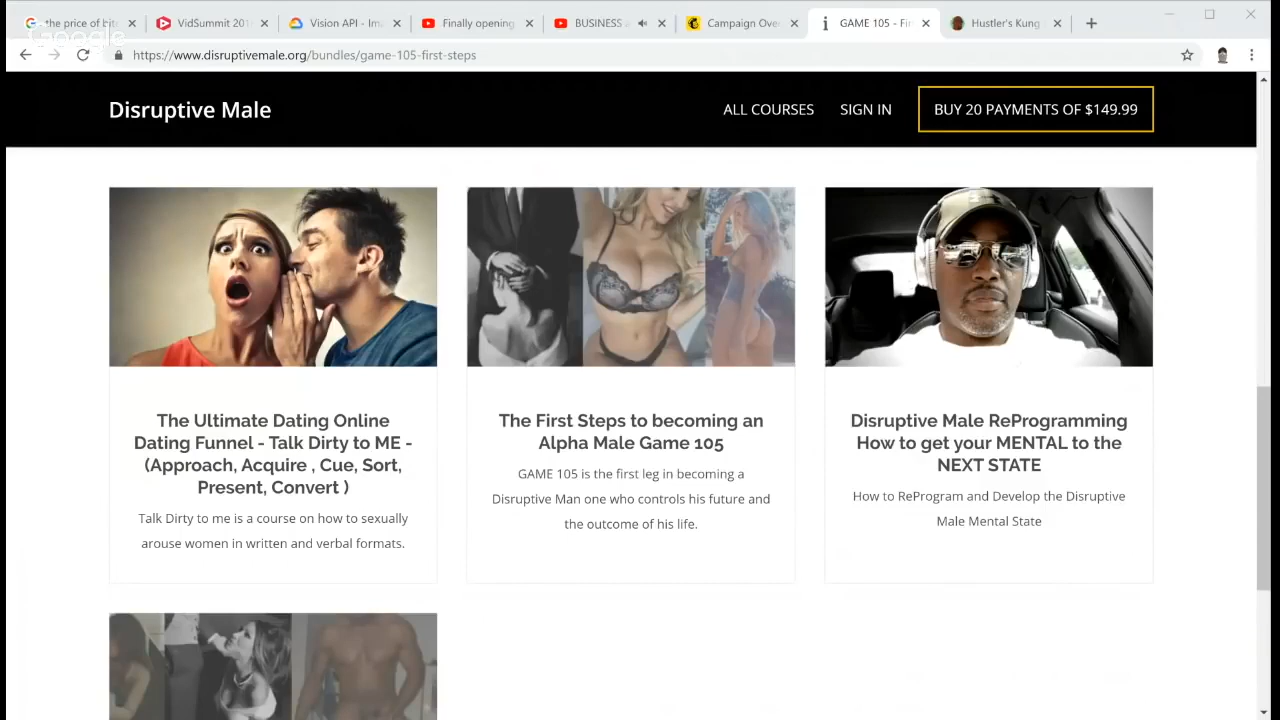 the price of bit
VidSummit 201
Vision API - Im
Finally opening
BUSINESS
Campaign Over
GAME 105 - Fir
Hustler's Kung
Google
https://www.disruptivemale.org/bundles/game-105-first-steps
Disruptive Male
ALL COURSES
SIGN IN
BUY 20 PAYMENTS OF $149.99
The Ultimate Dating Online
Dating Funnel - Talk Dirty to ME -
(Approach, Acquire , Cue, Sort,
Present, Convert )
Talk Dirty to me is a course on how to sexually
arouse women in written and verbal formats.
The First Steps to becoming an
Alpha Male Game 105
GAME 105 is the first leg in becoming a
Disruptive Man one who controls his future and
the outcome of his life.
Disruptive Male ReProgramming
How to get your MENTAL to the
NEXT STATE
How to ReProgram and Develop the Disruptive
Male Mental State